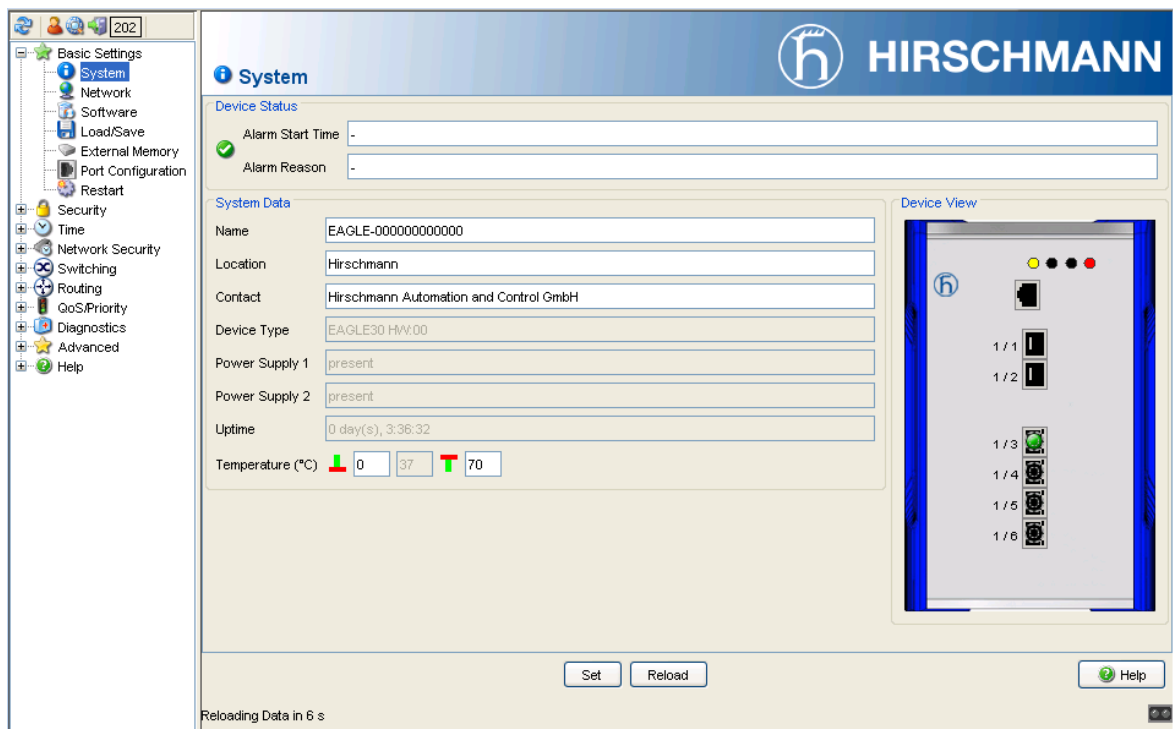 202
Basic Settings
System
Network
Software
Load/Save
External Memory
Port Configuration
Restart
Security
Time
Network Security
Switching
Routing
QoS/Priority
Diagnostics
Advanced
Help
System
HIRSCHMANN
Device Status
Alarm Start Time -
Alarm Reason -
System Data
Name EAGLE-000000000000
Location Hirschmann
Contact Hirschmann Automation and Control GmbH
Device Type EAGLE30 HW:00
Power Supply 1 present
Power Supply 2 present
Uptime 0 day(s), 3:36:32
Temperature (°C) 0 37 70
Device View
1 / 1
1 / 2
1 / 3
1 / 4
1 / 5
1 / 6
Set Reload Help
Reloading Data in 6 s